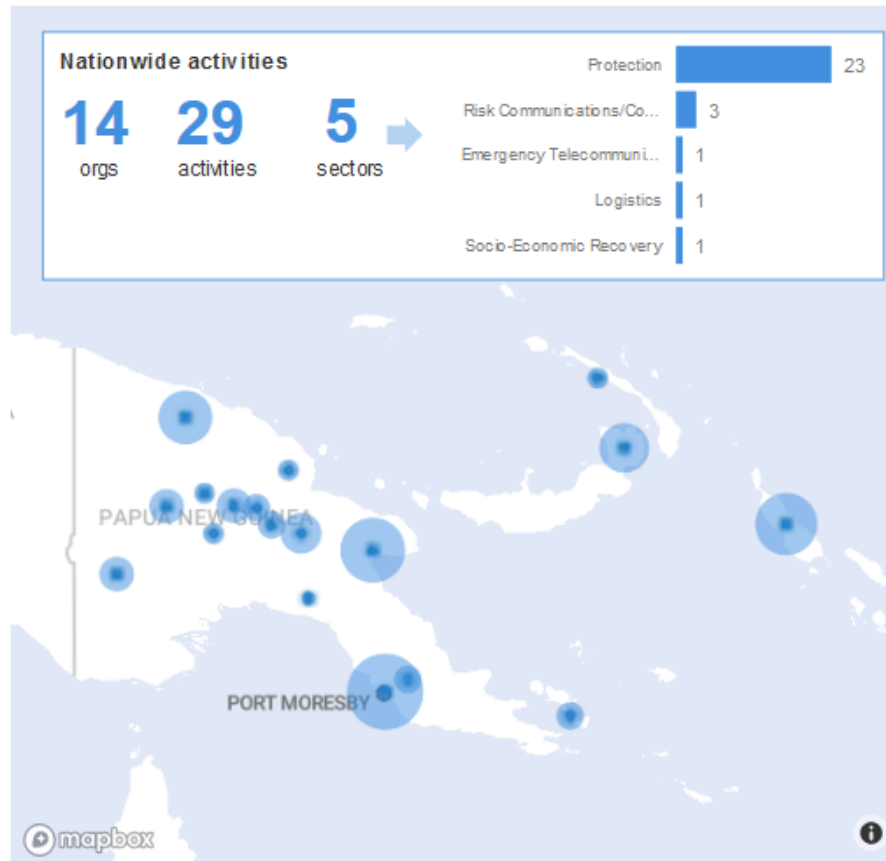 Nationwide activities
14
orgs
29
activities
5
sectors
Protection 23
Risk Communications/Co... 3
Emergency Telecommuni... 1
Logistics 1
Socio-Economic Recovery 1
PAPUA NEW GUINEA
PORT MORESBY
mapbox